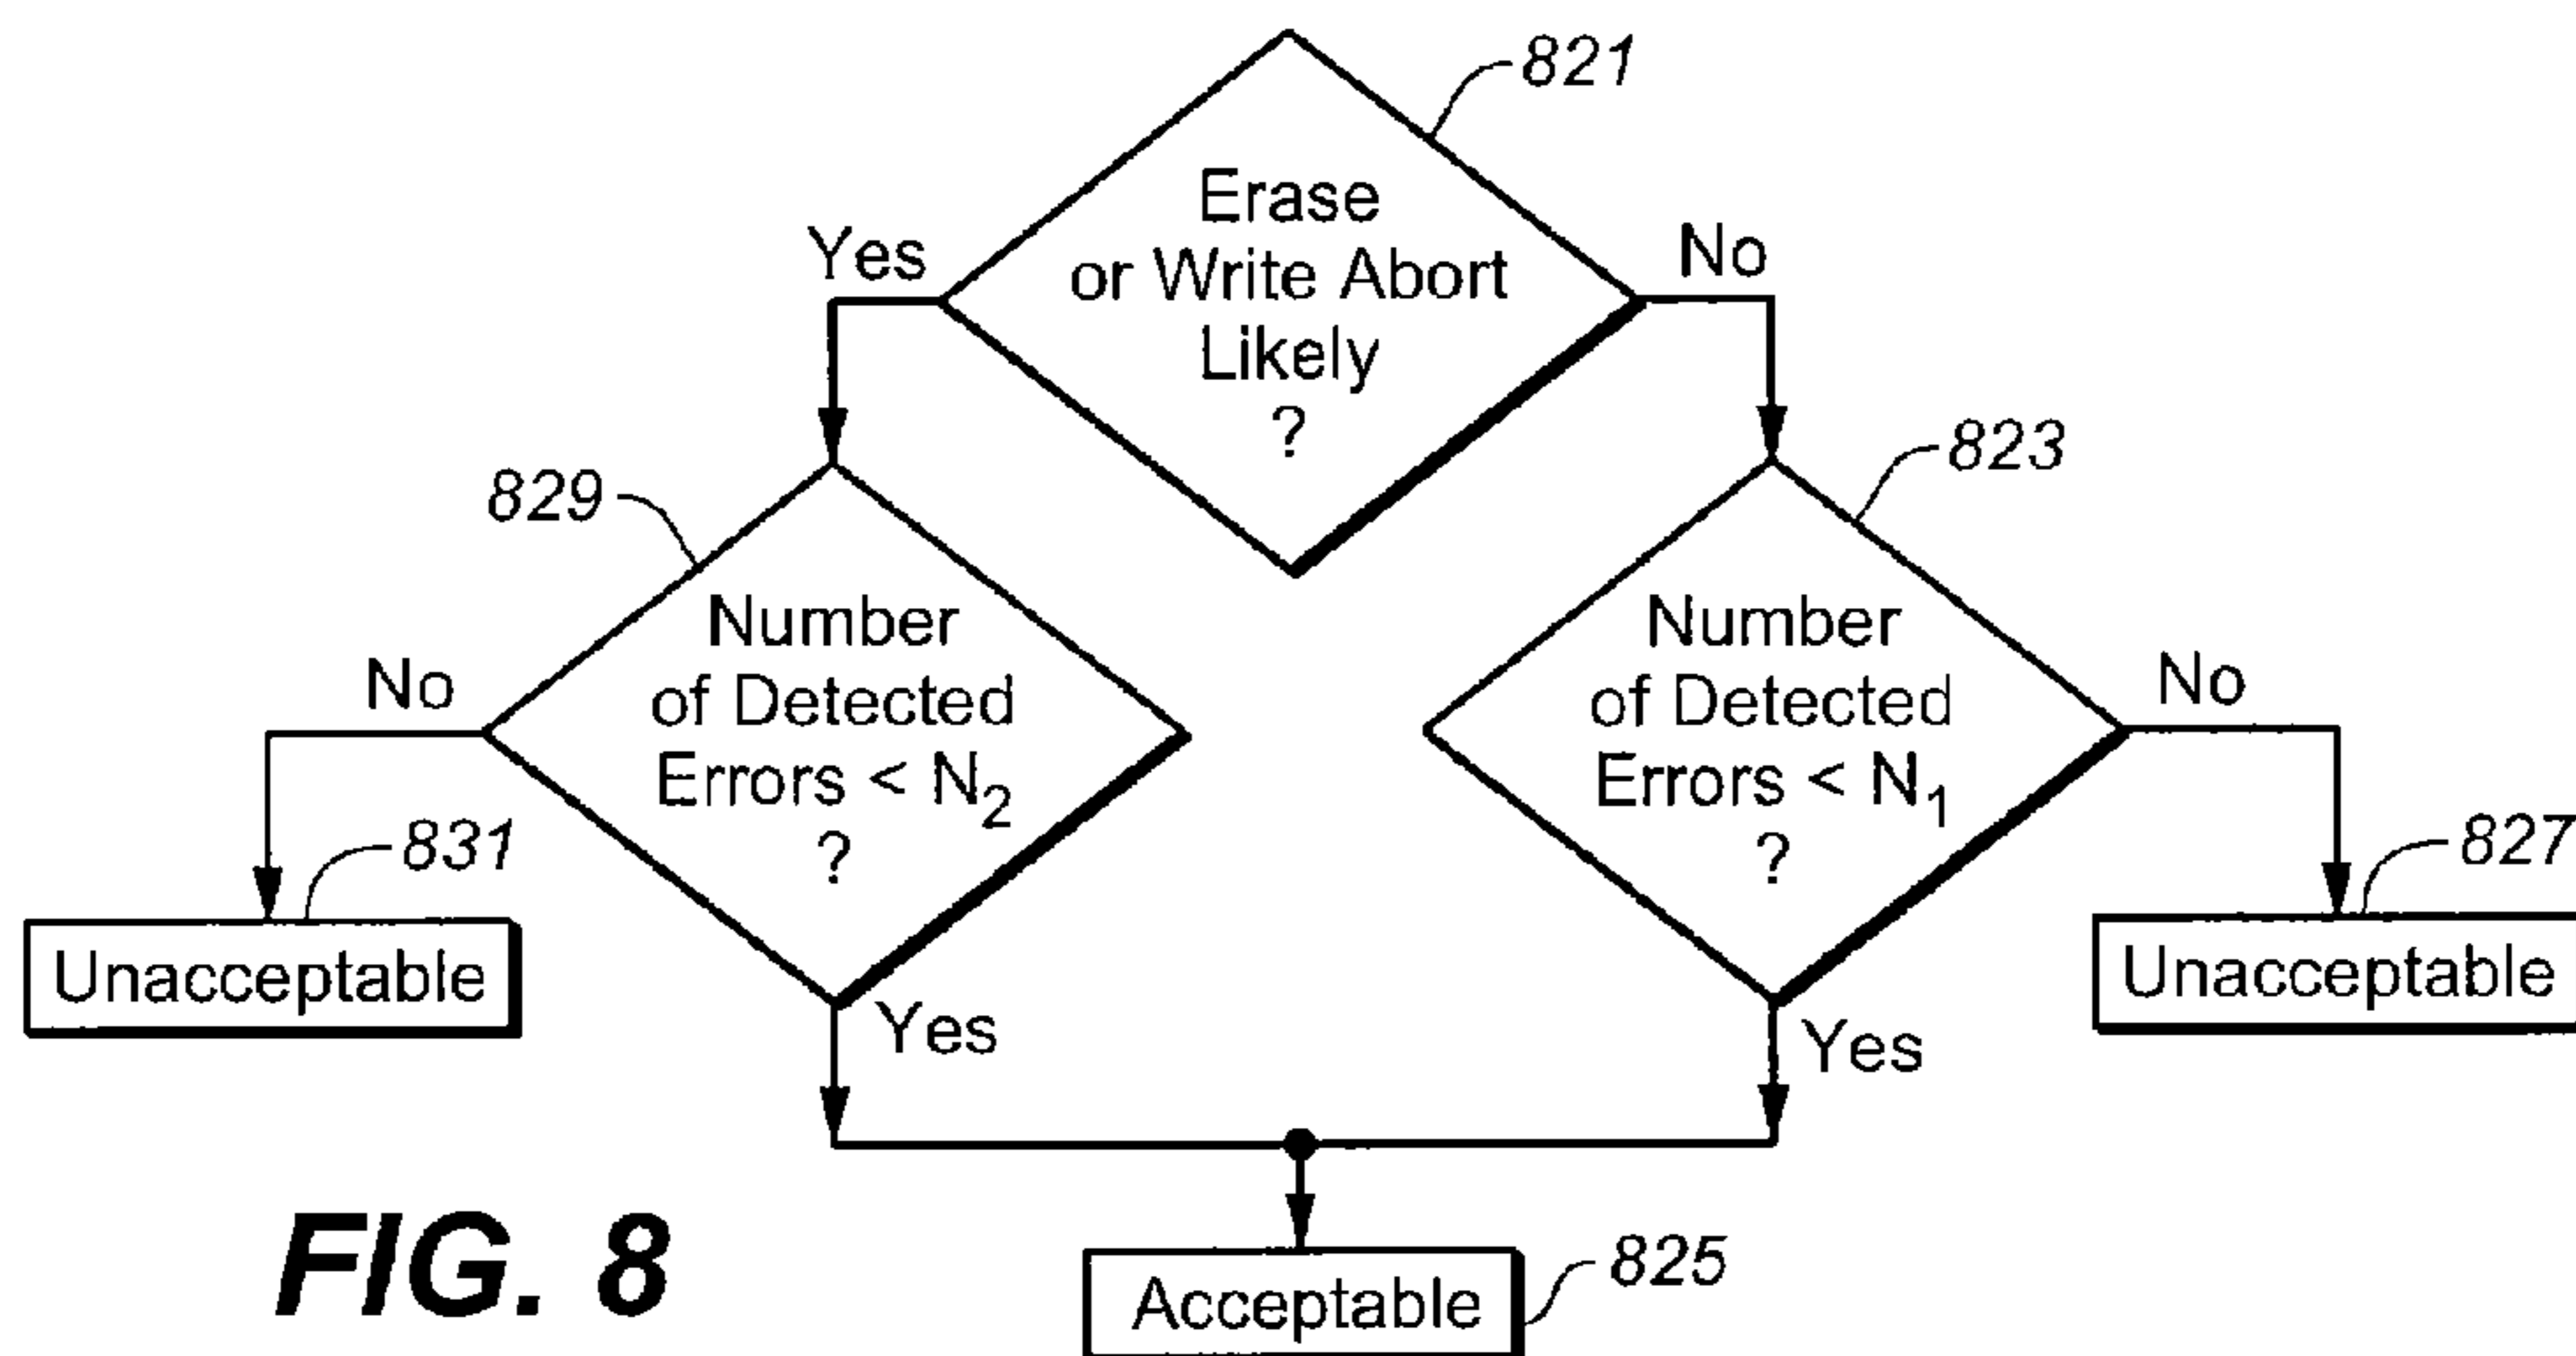 821
Erase
or Write Abort
Likely
?
Yes
No
829
823
Number
of Detected
Errors < N₂
?
Number
of Detected
Errors < N₁
?
No
No
831
827
Unaccepable
Unacceptable
Yes
Yes
FIG. 8
Acceptable
825